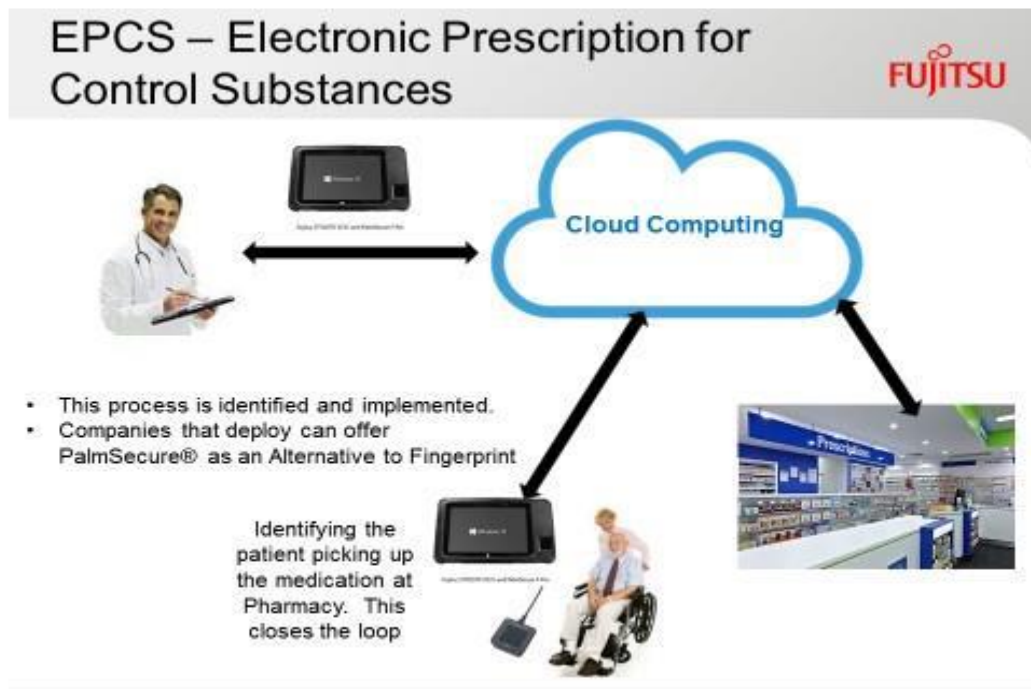 EPCS – Electronic Prescription for
Control Substances
FUJITSU
Cloud Computing
• This process is identified and implemented.
• Companies that deploy can offer
PalmSecure® as an Alternative to Fingerprint
Prescriptions
Identifying the
patient picking up
the medication at
Pharmacy. This
closes the loop